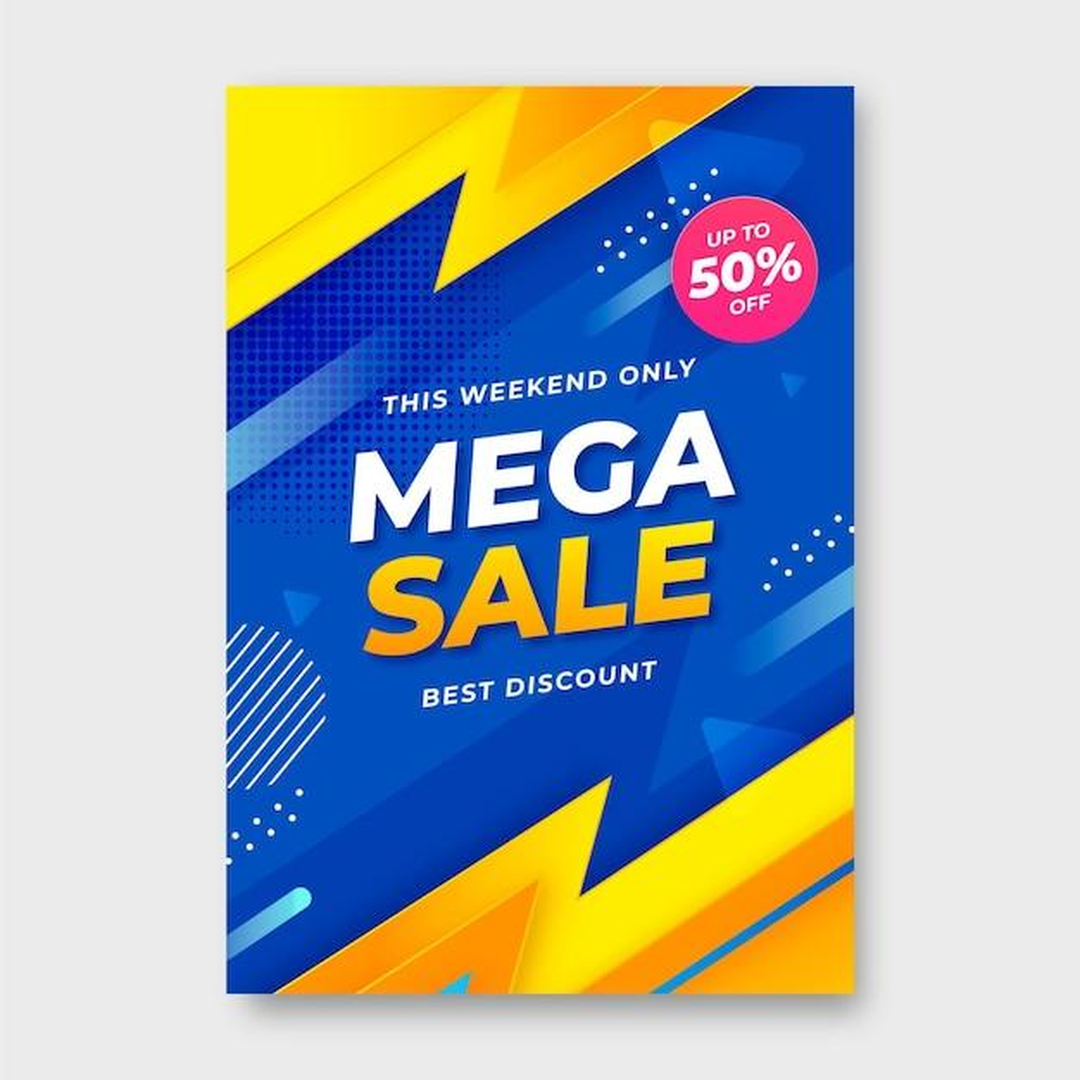 UP TO
50%
OFF
THIS WEEKEND ONLY
MEGA
SALE
BEST DISCOUNT